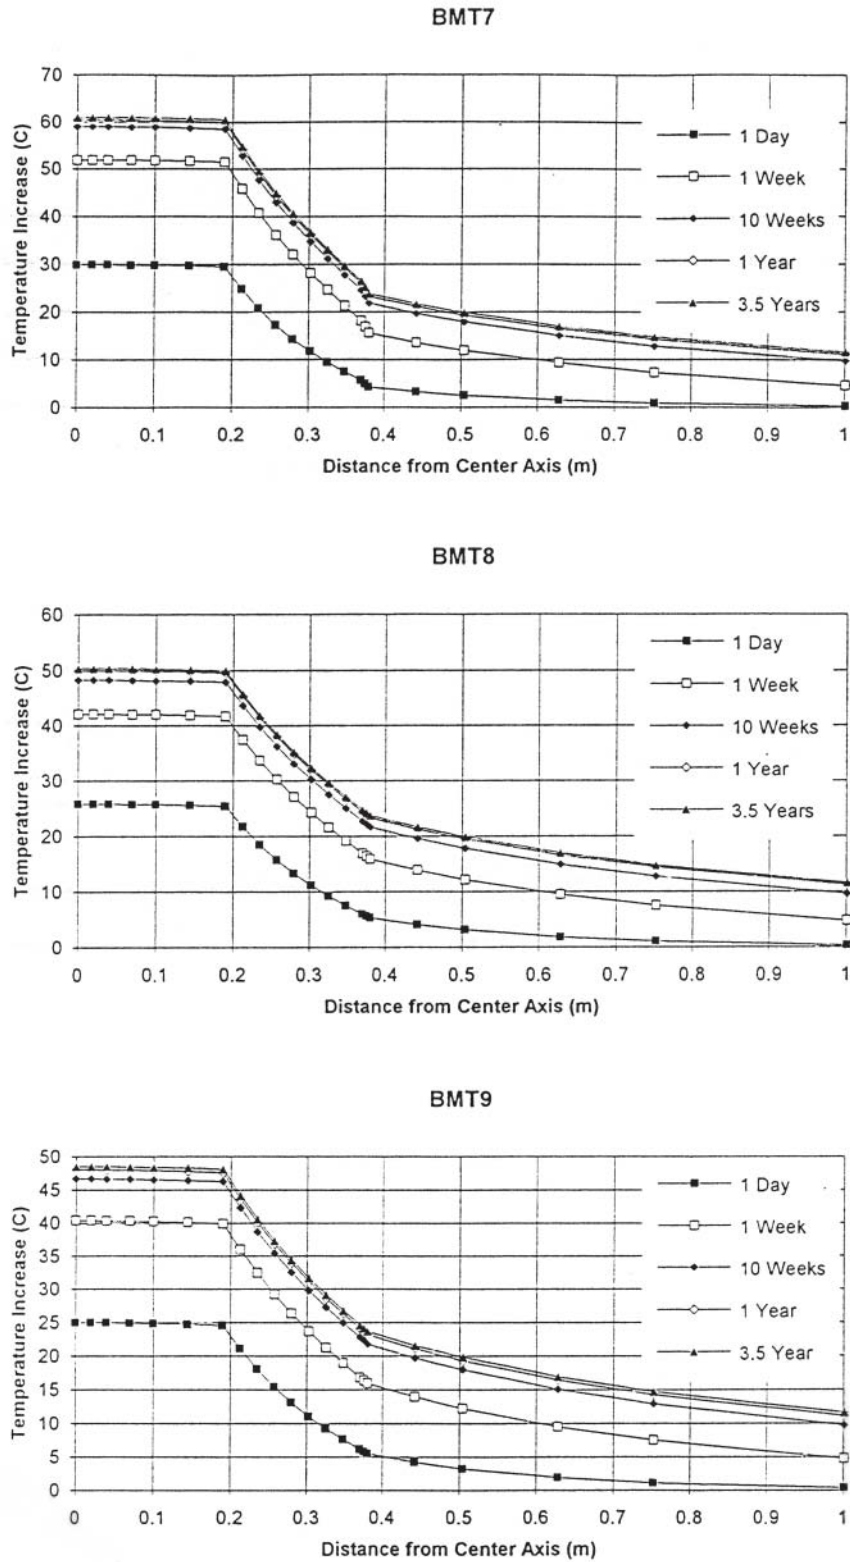 BMT7
70
60
50
40
30
20
10
0
Temperature Increase (C)
1 Day
1 Week
10 Weeks
1 Year
3.5 Years
0 0.1 0.2 0.3 0.4 0.5 0.6 0.7 0.8 0.9 1
Distance from Center Axis (m)
BMT8
60
50
40
30
20
10
0
Temperature Increase (C)
1 Day
1 Week
10 Weeks
1 Year
3.5 Years
0 0.1 0.2 0.3 0.4 0.5 0.6 0.7 0.8 0.9 1
Distance from Center Axis (m)
BMT9
50
45
40
35
30
25
20
15
10
5
0
Temperature Increase (C)
1 Day
1 Week
10 Weeks
1 Year
3.5 Year
0 0.1 0.2 0.3 0.4 0.5 0.6 0.7 0.8 0.9 1
Distance from Center Axis (m)